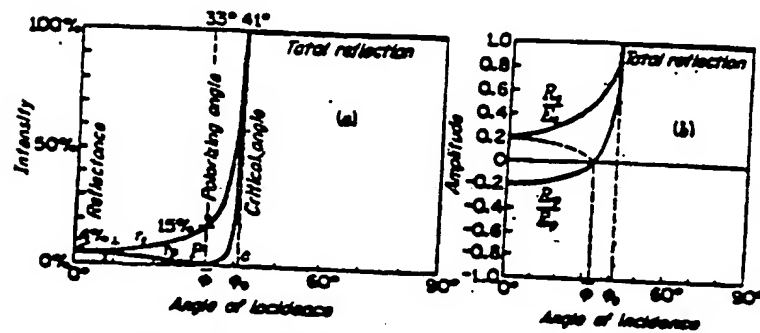 33° 41°
100%
Total reflection
(a)
Polarizing angle
Critical angle
Intensity
50%
Reflectance
15%
4%
0%
0°
60°
90°
Angle of incidence
1.0
0.8
0.6
0.4
0.2
0
-0.2
-0.4
-0.6
-0.8
-1.0
Amplitude
Total reflection
(b)
0°
60°
90°
Angle of incidence